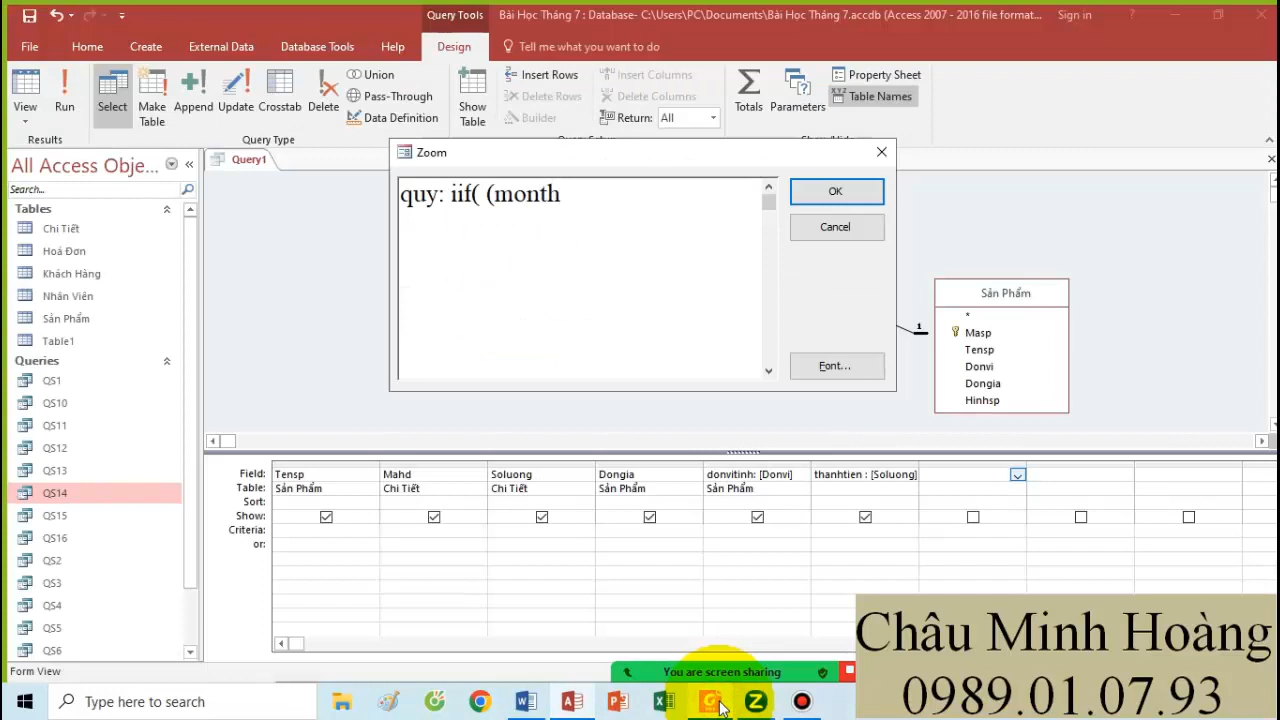 Query Tools
Bài Học Tháng 7 : Database- C:\Users\PC\Documents\Bài Học Tháng 7.accdb (Access 2007 - 2016 file format...
Sign in
File
Home
Create
External Data
Database Tools
Help
Design
Tell me what you want to do
View
Run
Select
Make Table
Append
Update
Crosstab
Delete
Union
Pass-Through
Data Definition
Show Table
Insert Rows
Delete Rows
Builder
Insert Columns
Delete Columns
Return: All
Totals
Parameters
Property Sheet
Table Names
Results
Query Type
All Access Obje...
Search...
Tables
Chi Tiết
Hoá Đơn
Khách Hàng
Nhân Viên
Sản Phẩm
Table1
Queries
QS1
QS10
QS11
QS12
QS13
QS14
QS15
QS16
QS2
QS3
QS4
QS5
QS6
Query1
Zoom
quy: iif( (month
OK
Cancel
Font...
Sản Phẩm
*
Masp
Tensp
Donvi
Dongia
Hinhsp
1
Field: Tensp Mahd Soluong Dongia donvitinh: [Donvi] thanhtien : [Soluong]
Table: Sản Phẩm Chi Tiết Chi Tiết Sản Phẩm Sản Phẩm
Sort:
Show:
Criteria:
or:
Form View
You are screen sharing
Type here to search
Châu Minh Hoàng
0989.01.07.93